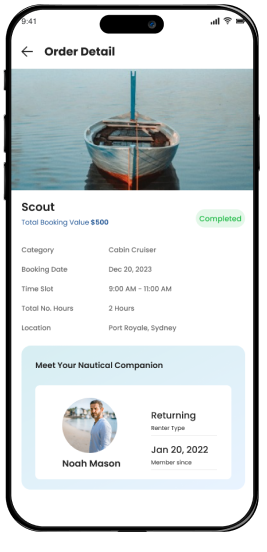 9:41
Order Detail
Scout
Total Booking Value $500
Completed
Category Cabin Cruiser
Booking Date Dec 20, 2023
Time Slot 9:00 AM - 11:00 AM
Total No. Hours 2 Hours
Location Port Royale, Sydney
Meet Your Nautical Companion
Noah Mason
Returning
Renter Type
Jan 20, 2022
Member since